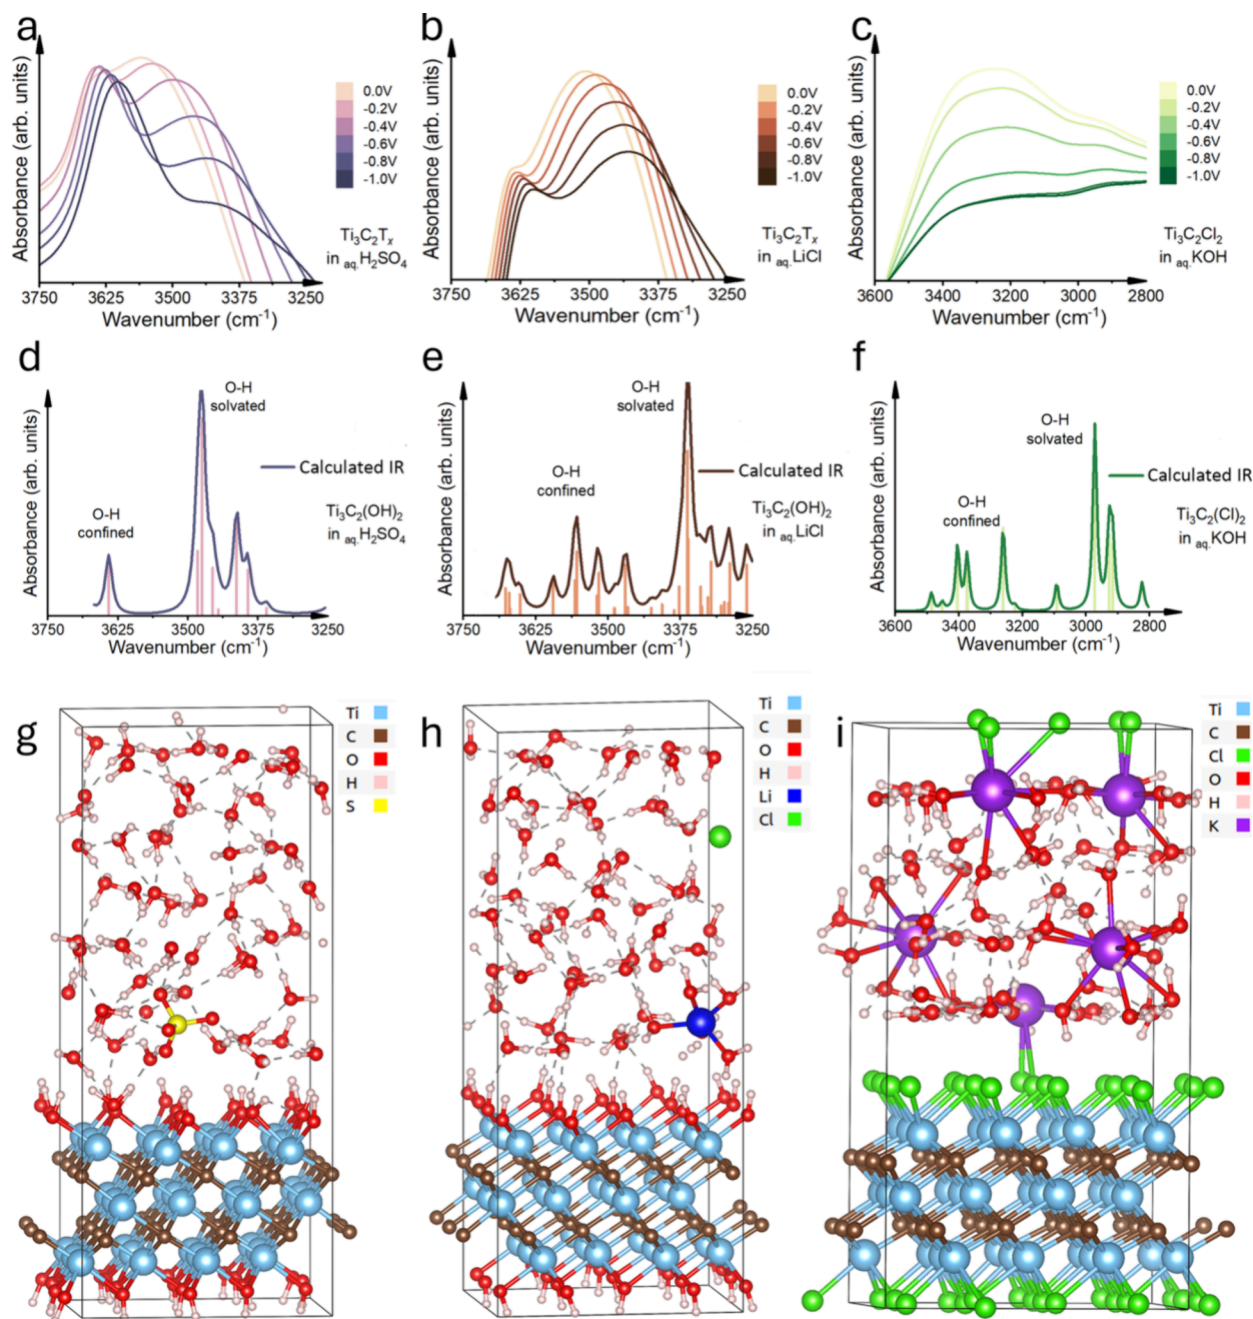 a
Absorbance (arb. units)
0.0V
-0.2V
-0.4V
-0.6V
-0.8V
-1.0V
Ti₃C₂Tₓ
in aq.H₂SO₄
3750 3625 3500 3375 3250
Wavenumber (cm⁻¹)
b
Absorbance (arb. units)
0.0V
-0.2V
-0.4V
-0.6V
-0.8V
-1.0V
Ti₃C₂Tₓ
in aq.LiCl
3750 3625 3500 3375 3250
Wavenumber (cm⁻¹)
c
Absorbance (arb. units)
0.0V
-0.2V
-0.4V
-0.6V
-0.8V
-1.0V
Ti₃C₂Cl₂
in aq.KOH
3600 3400 3200 3000 2800
Wavenumber (cm⁻¹)
d
Absorbance (arb. units)
O-H
solvated
Calculated IR
O-H
confined
Ti₃C₂(OH)₂
in aq.H₂SO₄
3750 3625 3500 3375 3250
Wavenumber (cm⁻¹)
e
Absorbance (arb. units)
O-H
solvated
O-H
confined
Calculated IR
Ti₃C₂(OH)₂
in aq.LiCl
3750 3625 3500 3375 3250
Wavenumber (cm⁻¹)
f
Absorbance (arb. units)
O-H
solvated
Calculated IR
O-H
confined
Ti₃C₂(Cl)₂
in aq.KOH
3600 3400 3200 3000 2800
Wavenumber (cm⁻¹)
g
Ti
C
O
H
S
h
Ti
C
O
H
Li
Cl
i
Ti
C
Cl
O
H
K